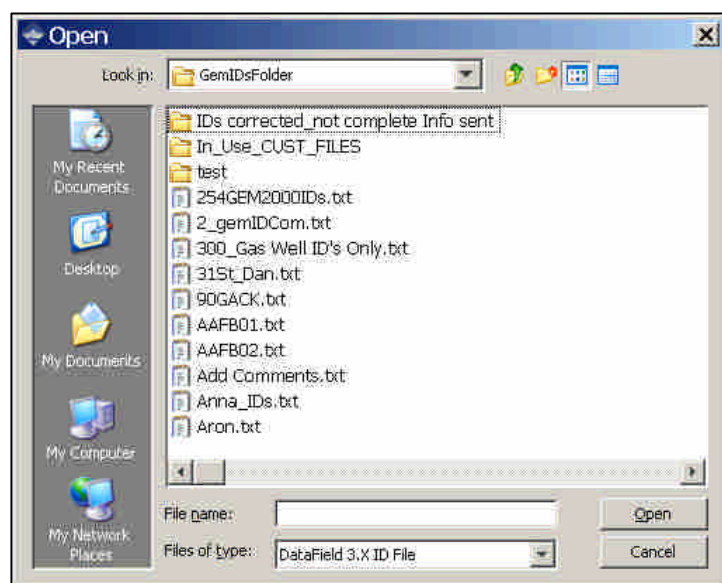 Open
Look in: GemIDsFolder
My Recent
Documents
Desktop
My Documents
My Computer
My Network
Places
IDs corrected_not complete Info sent
In_Use_CUST_FILES
test
254GEM2000IDs.txt
2_gemIDCom.txt
300_Gas Well ID's Only.txt
31St_Dan.txt
90GACK.txt
AAFB01.txt
AAFB02.txt
Add Comments.txt
Anna_IDs.txt
Aron.txt
File name: Open
Files of type: DataField 3.X ID File Cancel